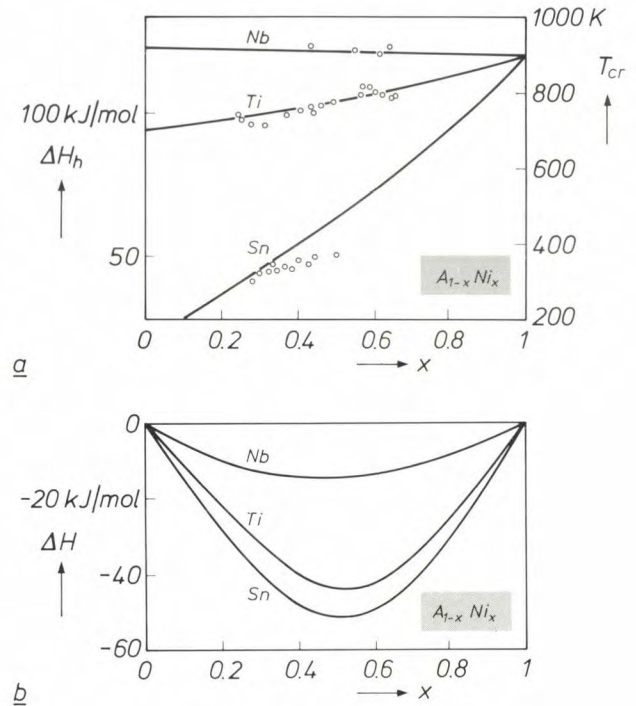 1000 K
T_cr
800
600
400
200
Nb
Ti
Sn
100 kJ/mol
ΔH_h
50
A_{1-x} Ni_x
0 0.2 0.4 0.6 0.8 1
x
a
0
-20 kJ/mol
ΔH
-40
-60
Nb
Ti
Sn
A_{1-x} Ni_x
0 0.2 0.4 0.6 0.8 1
x
b